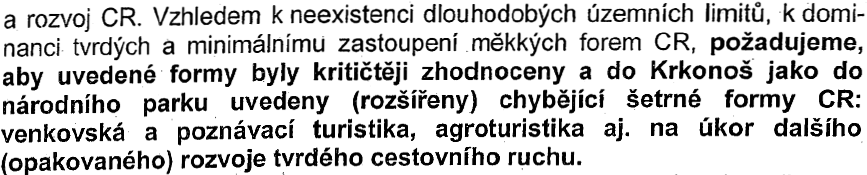 a rozvoj CR. Vzhledem k neexistenci dlouhodobých územních limitů, k domi-
nanci tvrdých a minimálnímu zastoupení měkkých forem CR, požadujeme,
aby uvedené formy byly kritičtěji zhodnoceny a do Krkonoš jako do
národního parku uvedeny (rozšířeny) chybějící šetrné formy CR:
venkovská a poznávací turistika, agroturistika aj. na úkor dalšího
(opakovaného) rozvoje tvrdého cestovního ruchu.